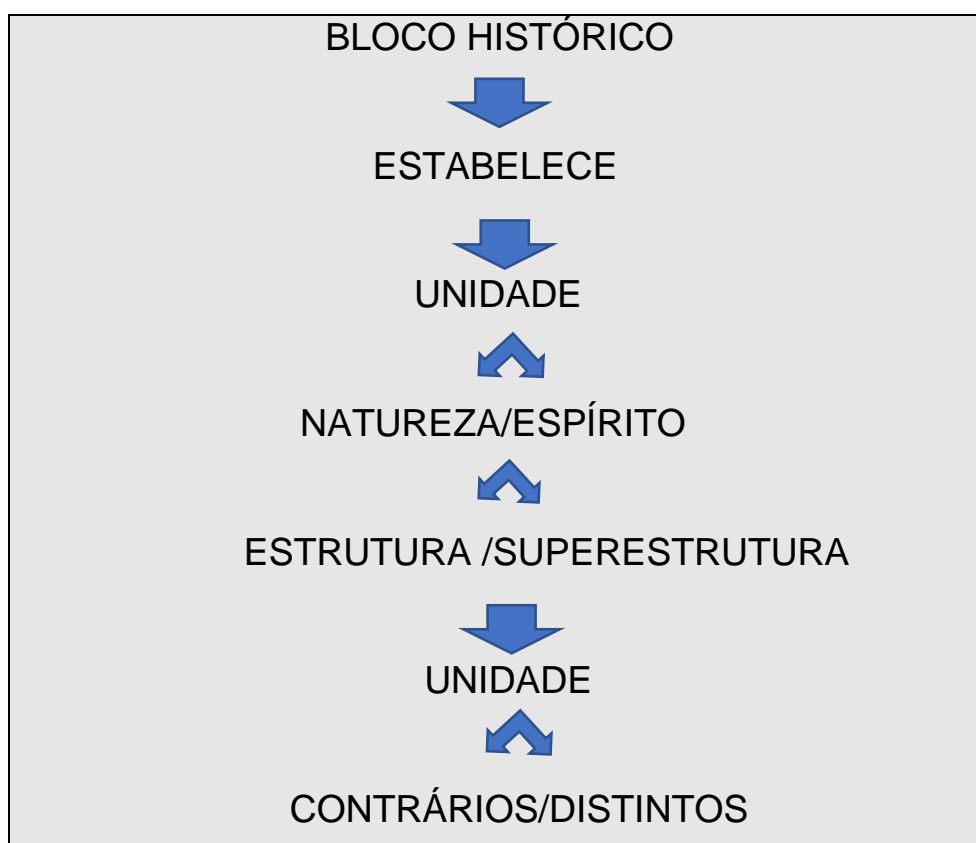 BLOCO HISTÓRICO
ESTABELECE
UNIDADE
NATUREZA/ESPÍRITO
ESTRUTURA /SUPERESTRUTURA
UNIDADE
CONTRÁRIOS/DISTINTOS